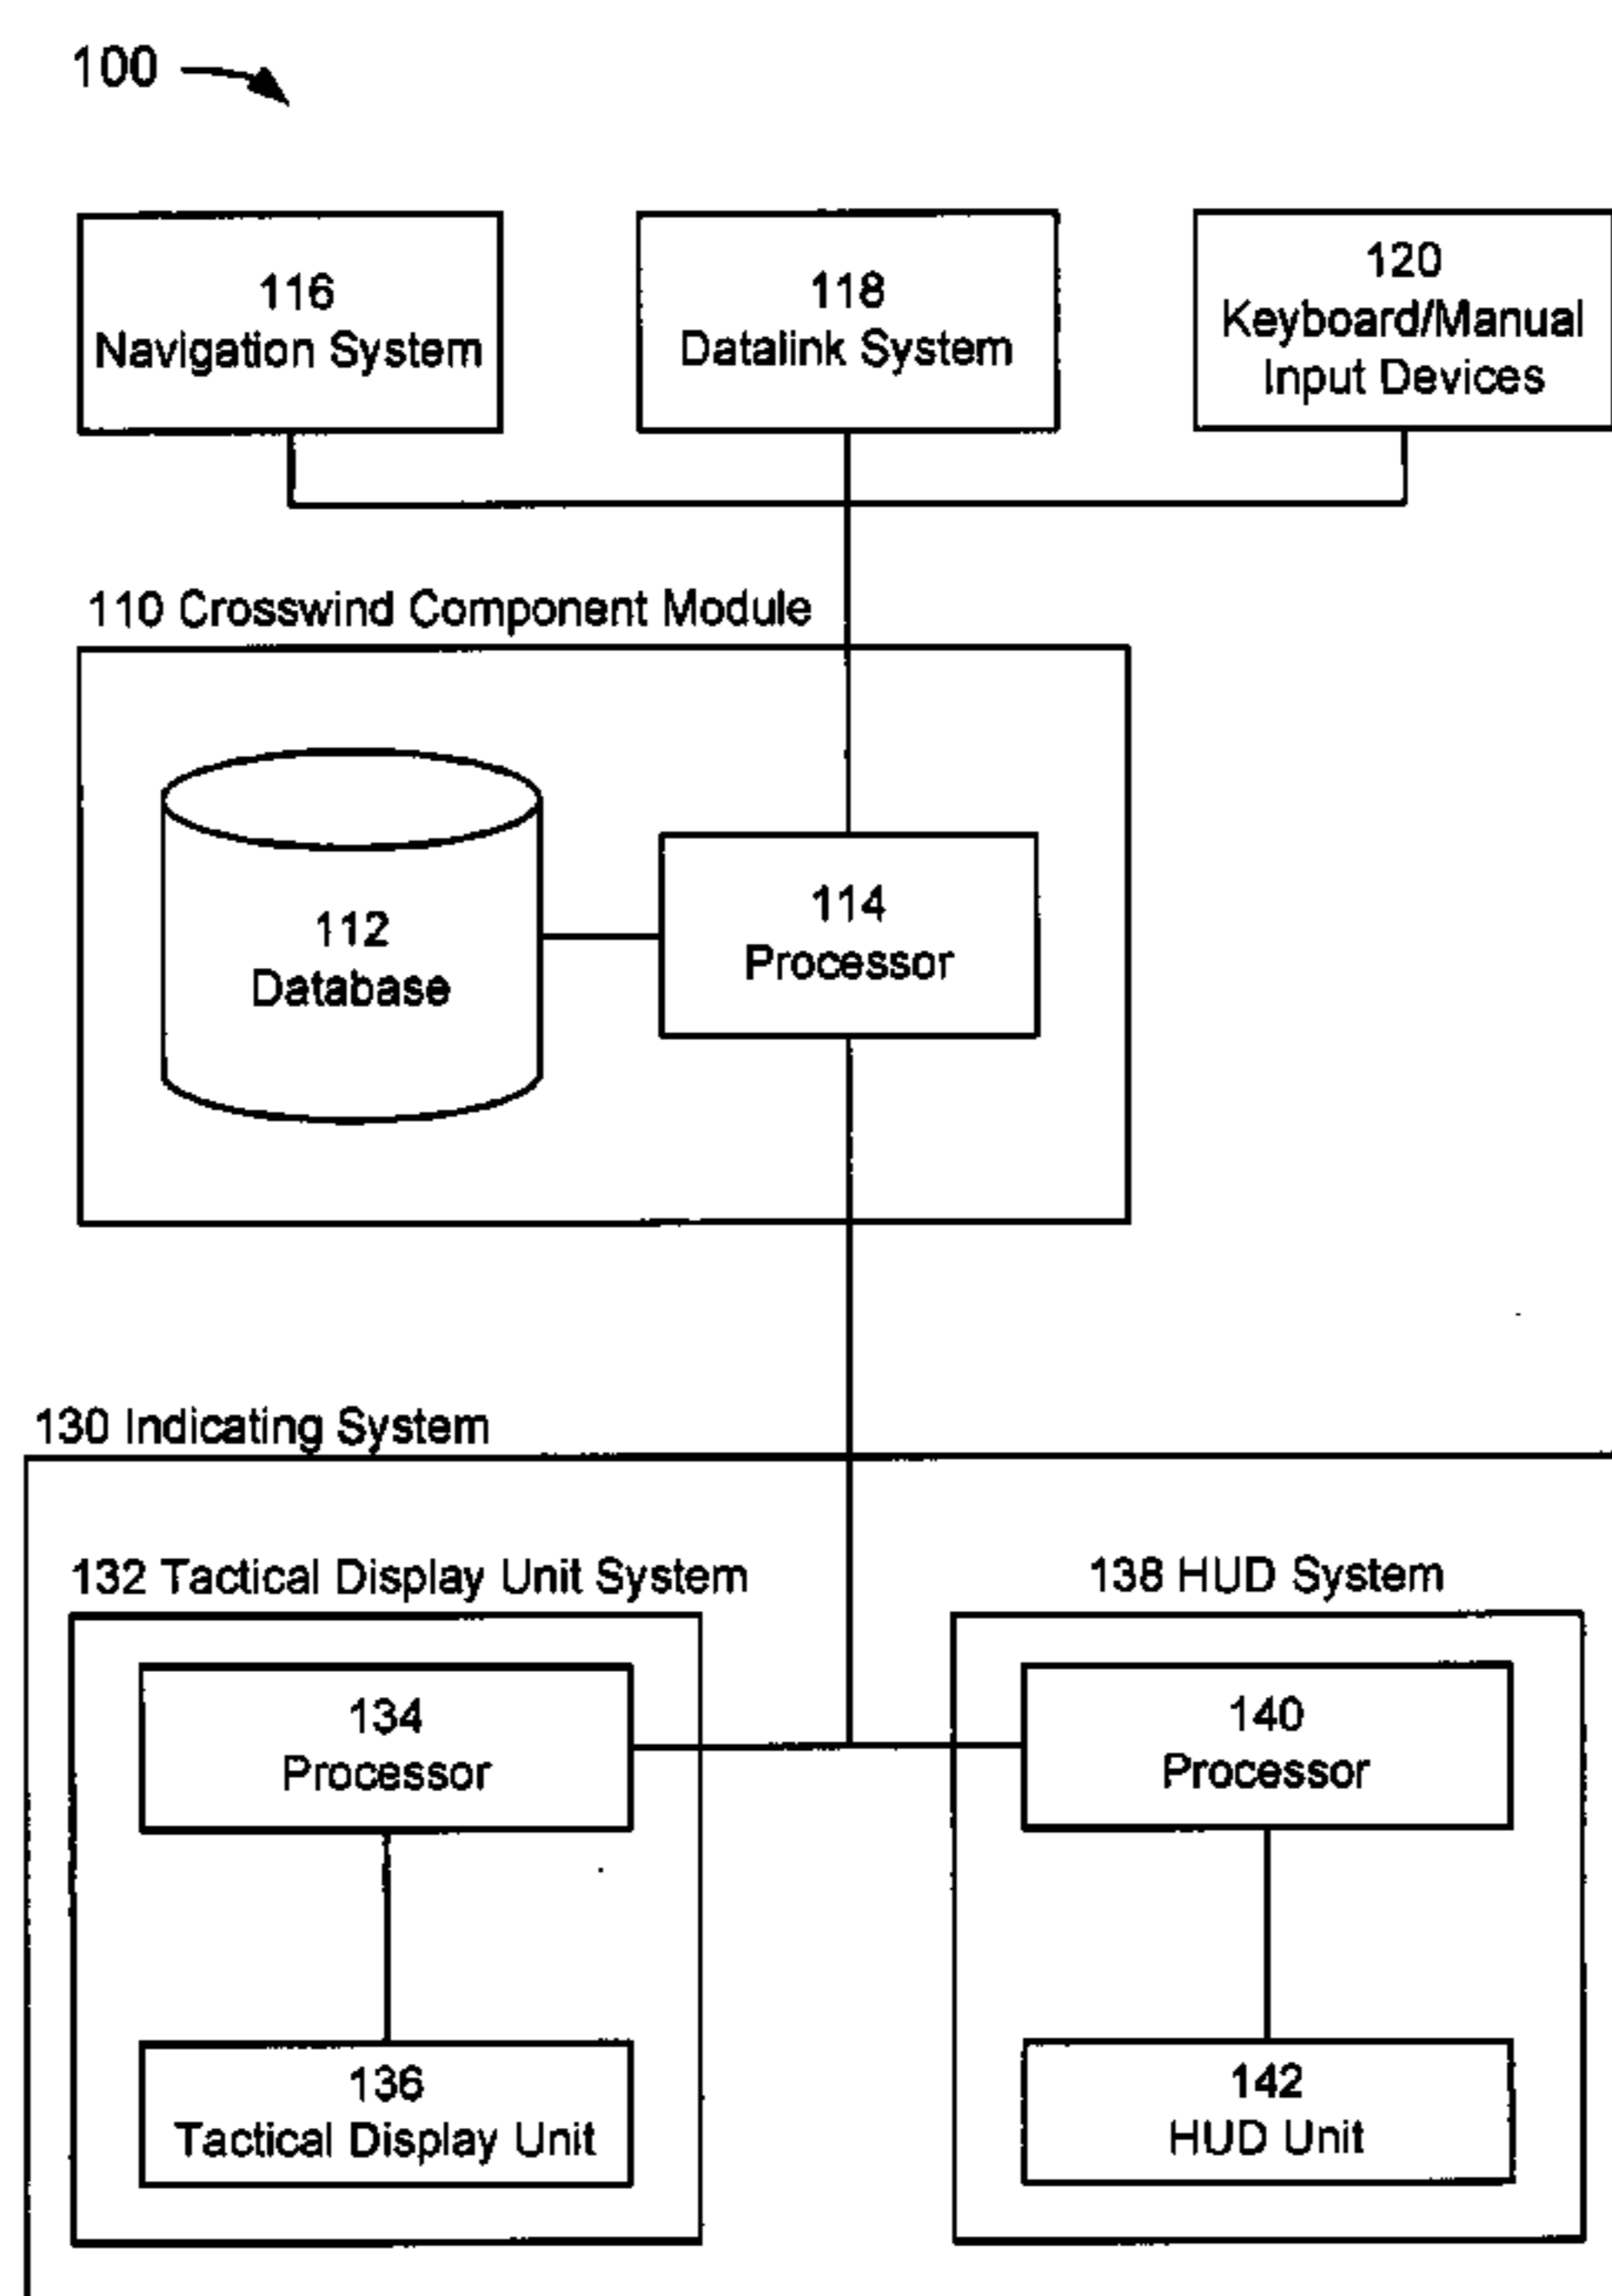 100
116
Navigation System
118
Datalink System
120
Keyboard/Manual
Input Devices
110 Crosswind Component Module
112
Database
114
Processor
130 Indicating System
132 Tactical Display Unit System
138 HUD System
134
Processor
140
Processor
136
Tactical Display Unit
142
HUD Unit